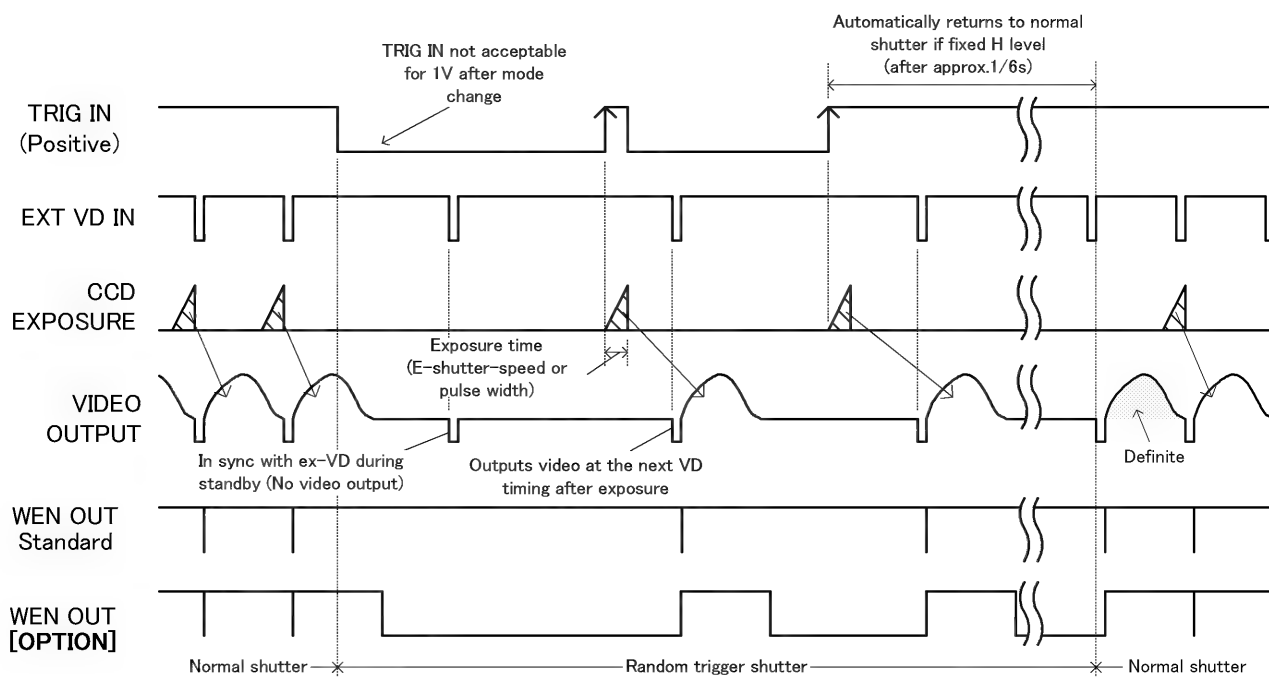 Automatically returns to normal
shutter if fixed H level
(after approx.1/6s)
TRIG IN not acceptable
for 1V after mode
change
TRIG IN
(Positive)
EXT VD IN
CCD
EXPOSURE
Exposure time
(E-shutter-speed or
pulse width)
VIDEO
OUTPUT
In sync with ex-VD during
standby (No video output)
Outputs video at the next VD
timing after exposure
Definite
WEN OUT
Standard
WEN OUT
[OPTION]
Normal shutter
Random trigger shutter
Normal shutter